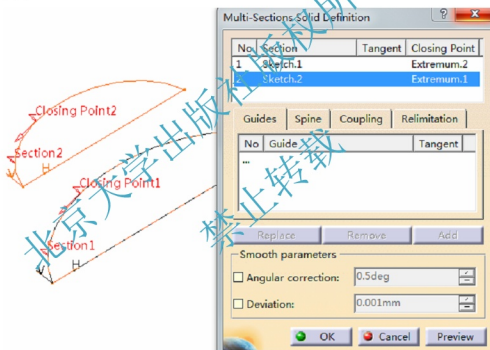 Multi-Sections Solid Definition
No. Section Tangent Closing Point
1 Sketch.1 Extremum.2
2 Sketch.2 Extremum.1
Guides Spine Coupling Relimitation
No Guide Tangent
...
Replace Remove Add
Smooth parameters
Angular correction: 0.5deg
Deviation: 0.001mm
OK Cancel Preview
Closing Point2
Section2
H
V
Closing Point1
Section1
H
V
北京大学出版社版权所有
禁止转载